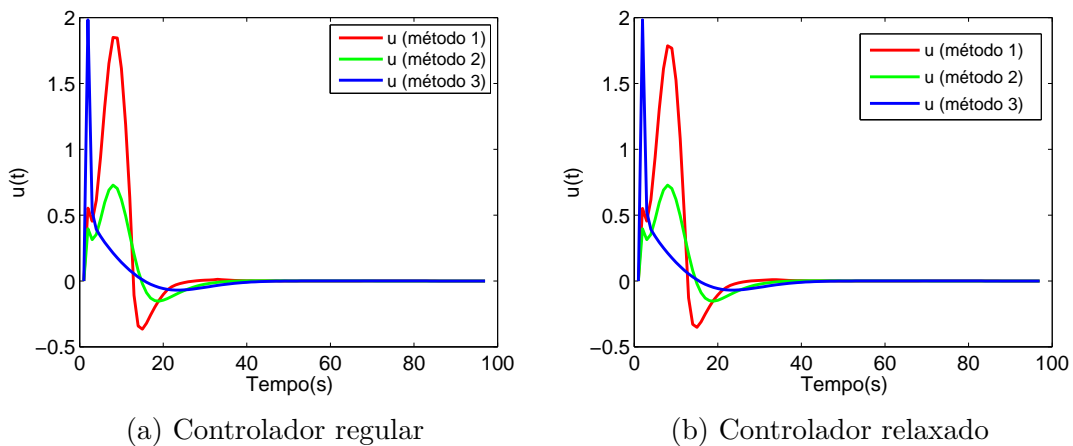 2
1.5
1
0.5
0
−0.5
u(t)
0
20
40
60
80
100
Tempo(s)
u (método 1)
u (método 2)
u (método 3)
(a) Controlador regular
2
1.5
1
0.5
0
−0.5
u(t)
0
20
40
60
80
100
Tempo(s)
u (método 1)
u (método 2)
u (método 3)
(b) Controlador relaxado